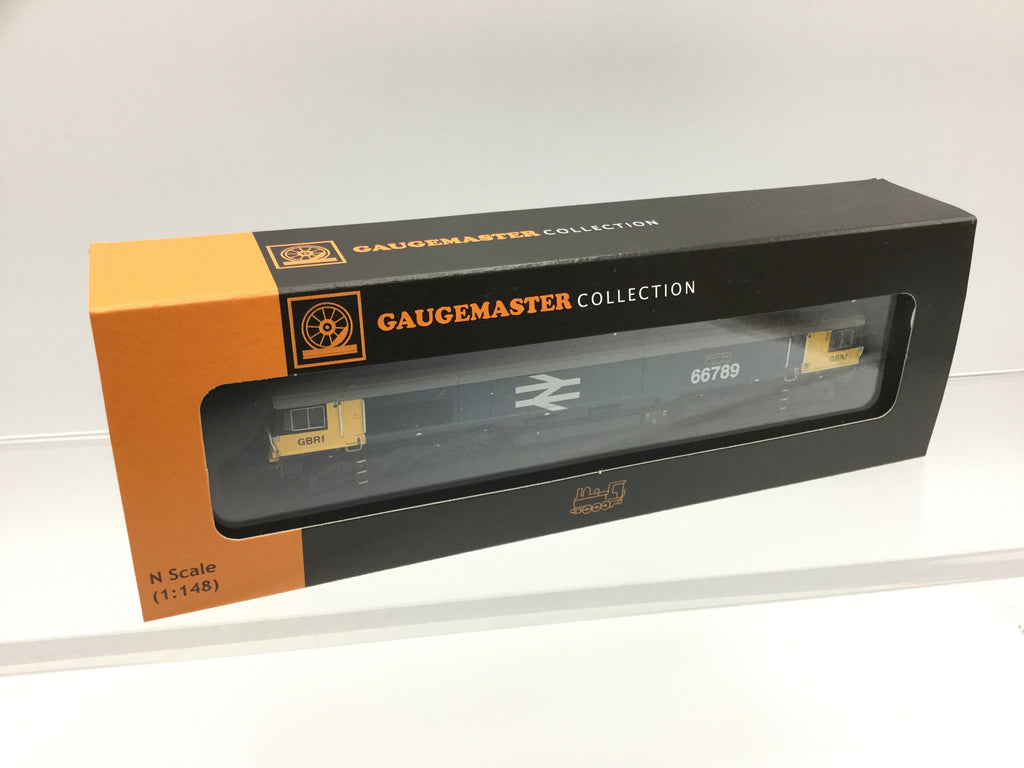 GAUGEMASTER COLLECTION
GAUGEMASTER COLLECTION
66789
GBRf
GBRf
N Scale
(1:148)